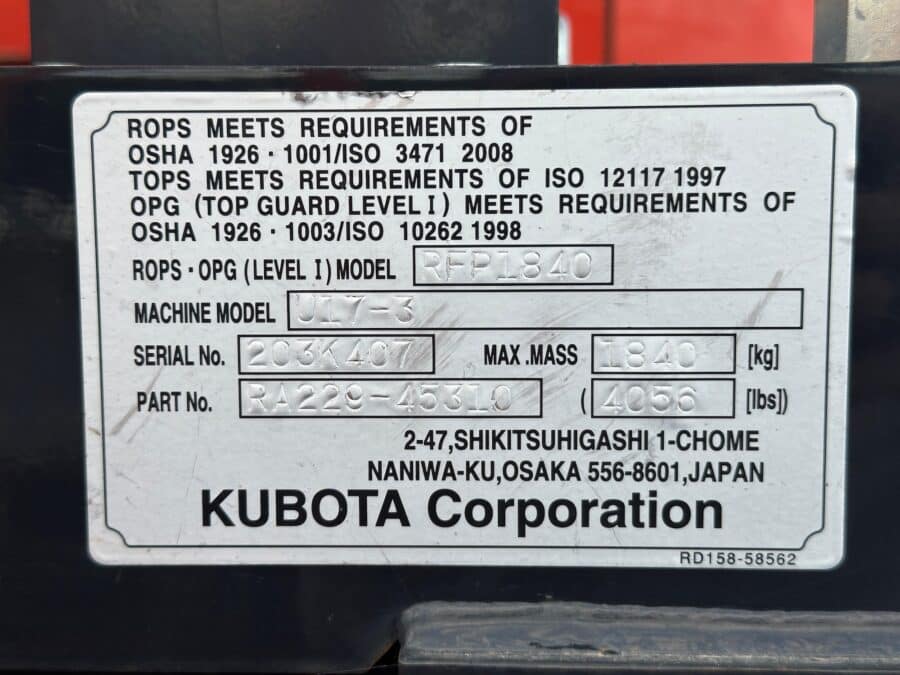 ROPS MEETS REQUIREMENTS OF
OSHA 1926・1001/ISO 3471 2008
TOPS MEETS REQUIREMENTS OF ISO 12117 1997
OPG (TOP GUARD LEVEL I) MEETS REQUIREMENTS OF
OSHA 1926・1003/ISO 10262 1998
ROPS・OPG (LEVEL I) MODEL RFP1840
MACHINE MODEL U17-3
SERIAL No. 203K407 MAX.MASS 1840 [kg]
PART No. RA229-45310 (4056 [lbs])
2-47,SHIKITSUHIGASHI 1-CHOME
NANIWA-KU,OSAKA 556-8601,JAPAN
KUBOTA Corporation
RD158-58562